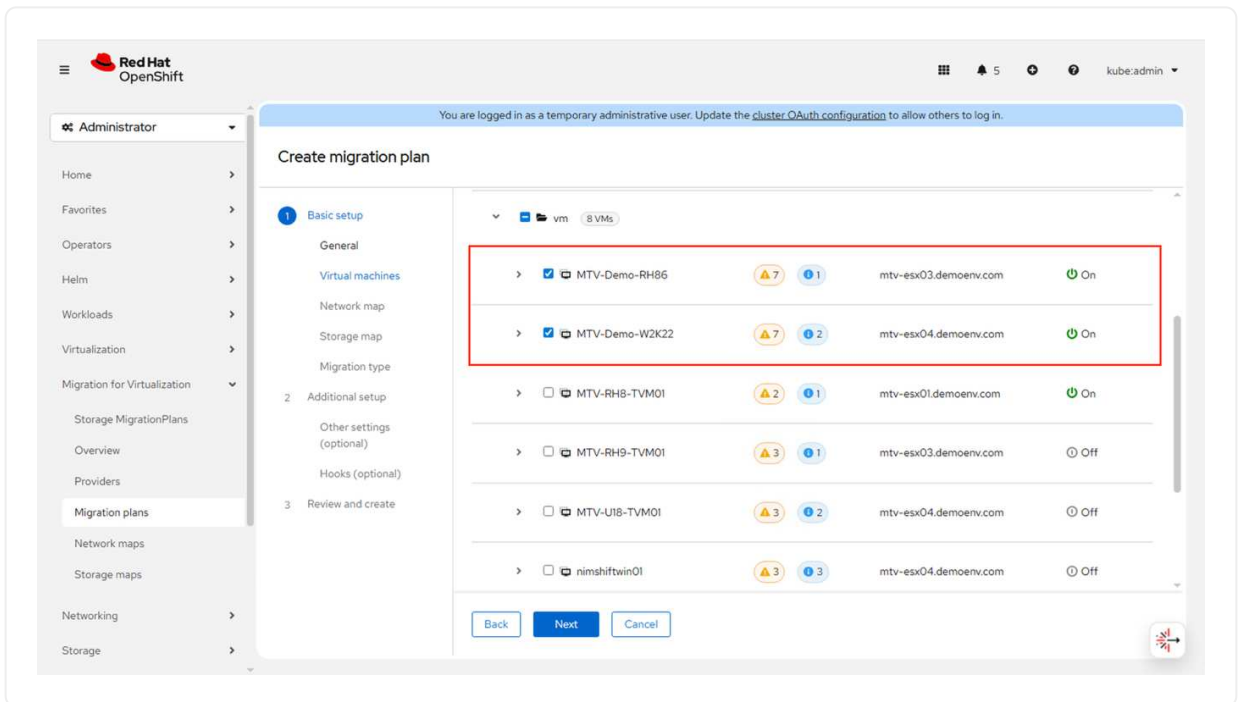 Red Hat
OpenShift
5
kube:admin
Administrator
You are logged in as a temporary administrative user. Update the cluster OAuth configuration to allow others to log in.
Home
Favorites
Operators
Helm
Workloads
Virtualization
Migration for Virtualization
Storage MigrationPlans
Overview
Providers
Migration plans
Network maps
Storage maps
Networking
Storage
Create migration plan
1 Basic setup
General
Virtual machines
Network map
Storage map
Migration type
2 Additional setup
Other settings
(optional)
Hooks (optional)
3 Review and create
vm 8 VMs
MTV-Demo-RH86 7 1 mtv-esx03.demoenv.com On
MTV-Demo-W2K22 7 2 mtv-esx04.demoenv.com On
MTV-RH8-TVM01 2 1 mtv-esx01.demoenv.com On
MTV-RH9-TVM01 3 1 mtv-esx03.demoenv.com Off
MTV-U18-TVM01 3 2 mtv-esx04.demoenv.com Off
nimshiftwin01 3 3 mtv-esx04.demoenv.com Off
Back Next Cancel